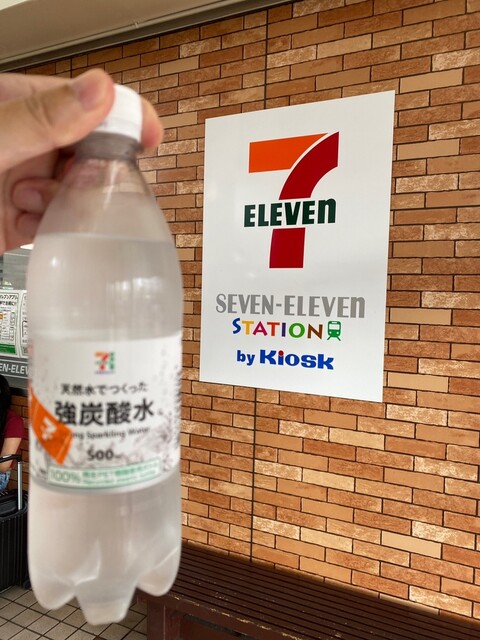 7
ELEVEn
SEVEN-ELEVEn
STATION
by Kiosk
天然水でつくった
強炭酸水
Sparkling Water
500
100%